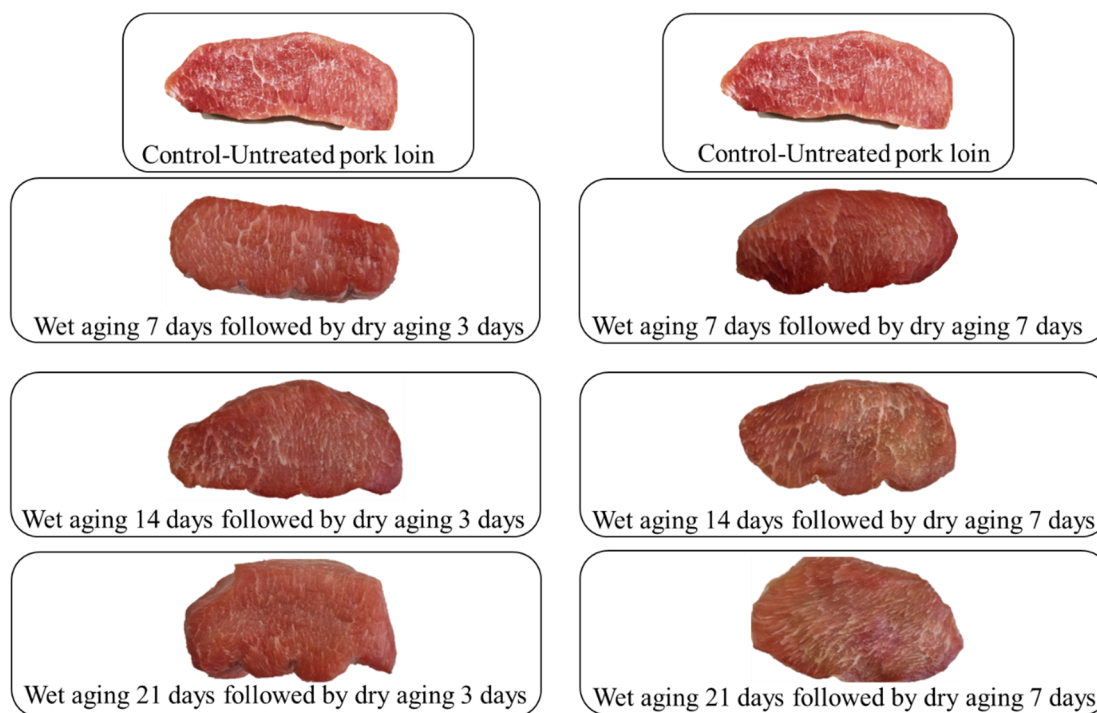 Control-Untreated pork loin
Control-Untreated pork loin
Wet aging 7 days followed by dry aging 3 days
Wet aging 7 days followed by dry aging 7 days
Wet aging 14 days followed by dry aging 3 days
Wet aging 14 days followed by dry aging 7 days
Wet aging 21 days followed by dry aging 3 days
Wet aging 21 days followed by dry aging 7 days